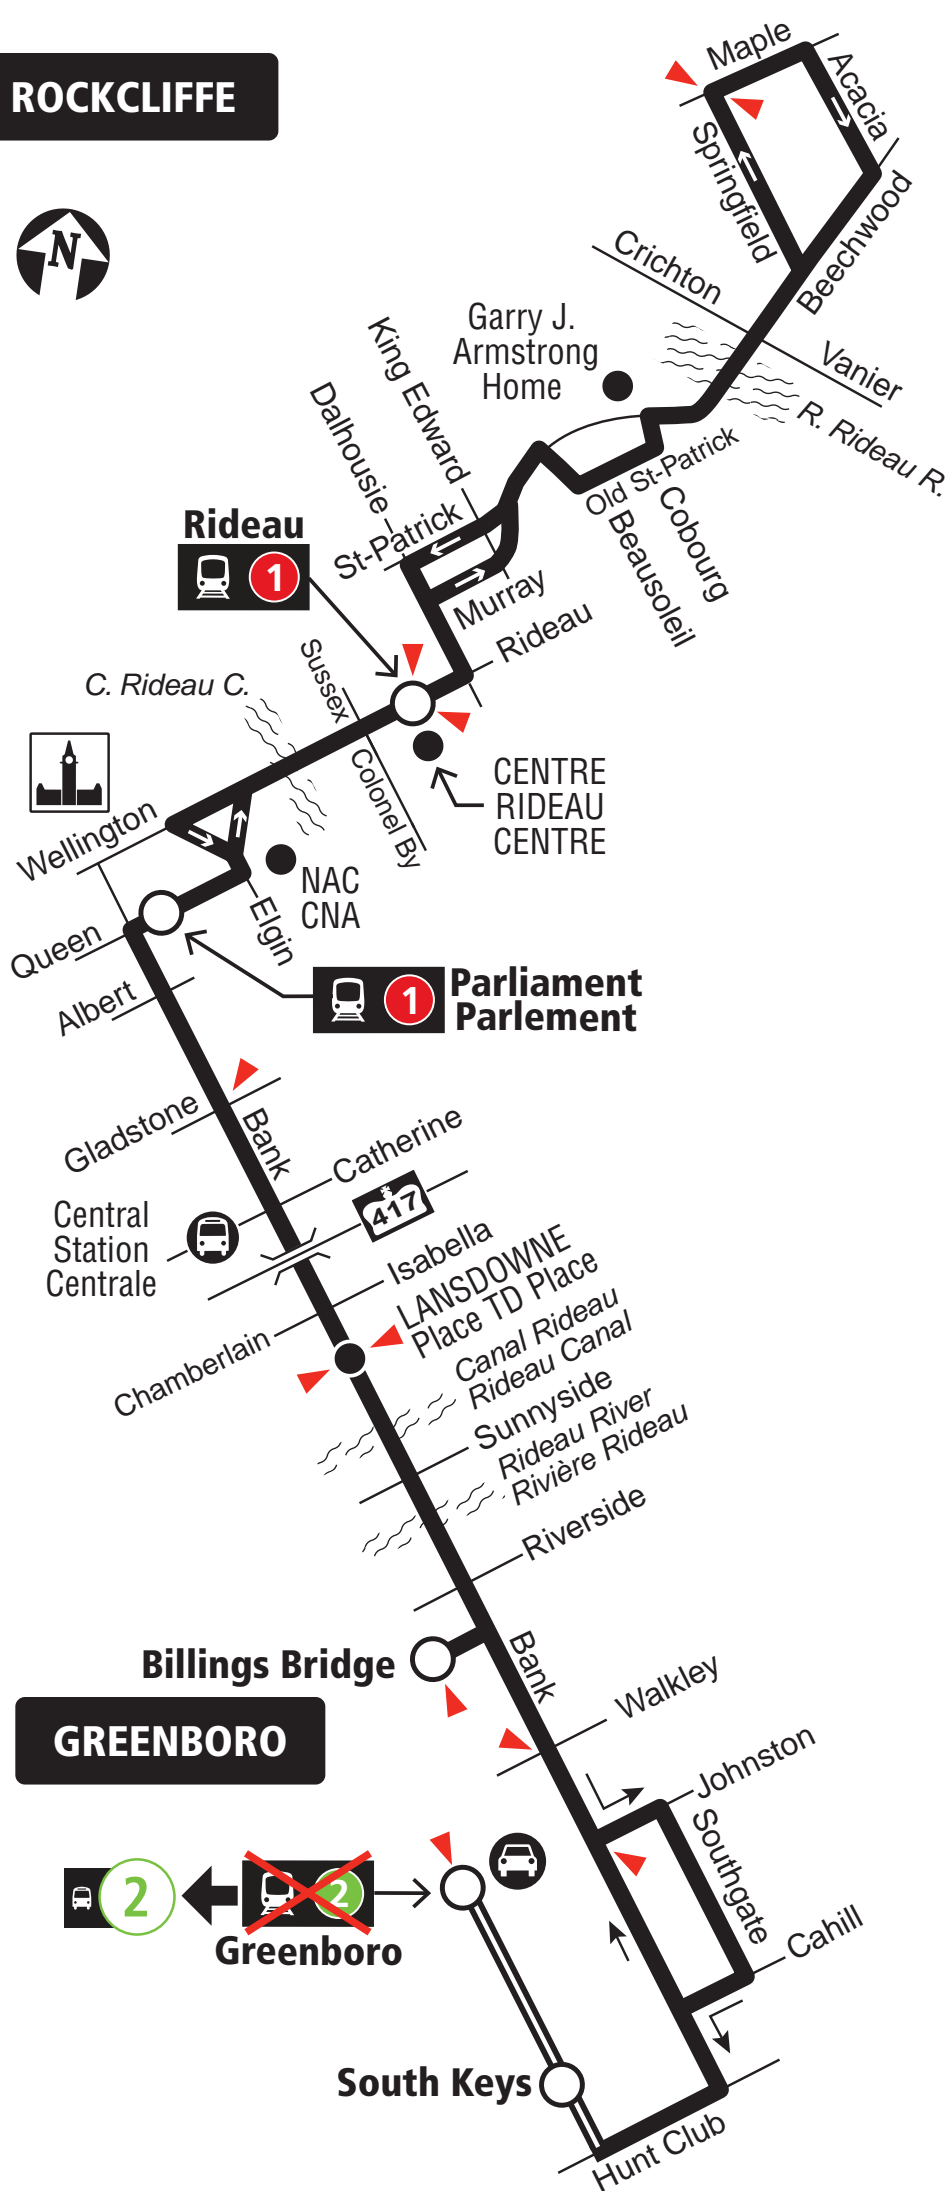 ROCKCLIFFE
Maple
Acacia
Springfield
Beechwood
N
Crichton
Vanier
Garry J.
Armstrong
Home
King Edward
Dalhousie
R. Rideau R.
Old St-Patrick
Cobourg
Beausoleil
St-Patrick
Murray
Rideau
1
Rideau
Sussex
C. Rideau C.
Colonel By
CENTRE
RIDEAU
CENTRE
Wellington
NAC
CNA
Elgin
Queen
Albert
1
Parliament
Parlement
Gladstone
Bank
Catherine
417
Central
Station
Centrale
Isabella
LANSDOWNE
Place TD Place
Chamberlain
Canal Rideau
Rideau Canal
Sunnyside
Rideau River
Rivière Rideau
Riverside
Billings Bridge
Bank
Walkley
GREENBORO
Johnston
Southgate
2
2
Greenboro
Cahill
South Keys
Hunt Club